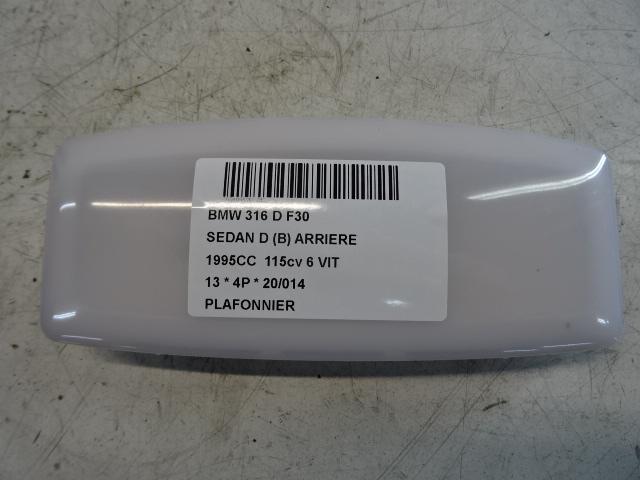 BMW 316 D F30
SEDAN D (B) ARRIERE
1995CC 115cv 6 VIT
13 * 4P * 20/014
PLAFONNIER